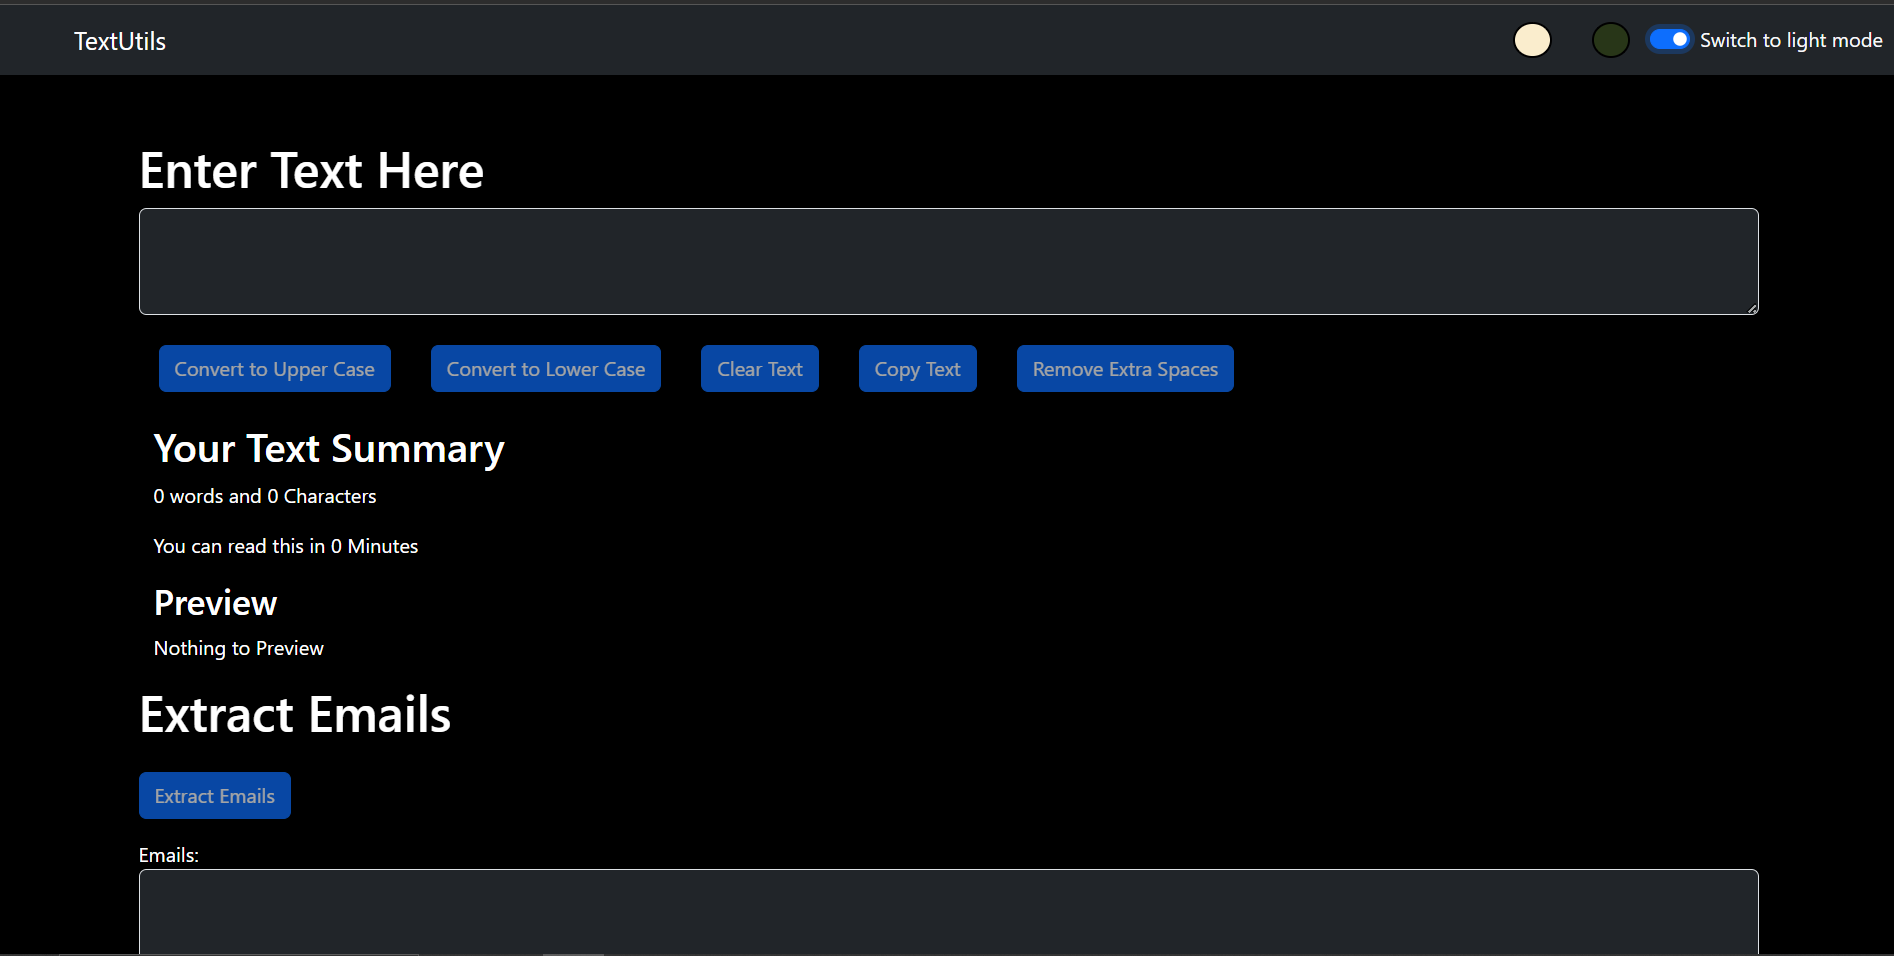 TextUtils
Switch to light mode
Enter Text Here
Convert to Upper Case
Convert to Lower Case
Clear Text
Copy Text
Remove Extra Spaces
Your Text Summary
0 words and 0 Characters
You can read this in 0 Minutes
Preview
Nothing to Preview
Extract Emails
Extract Emails
Emails: